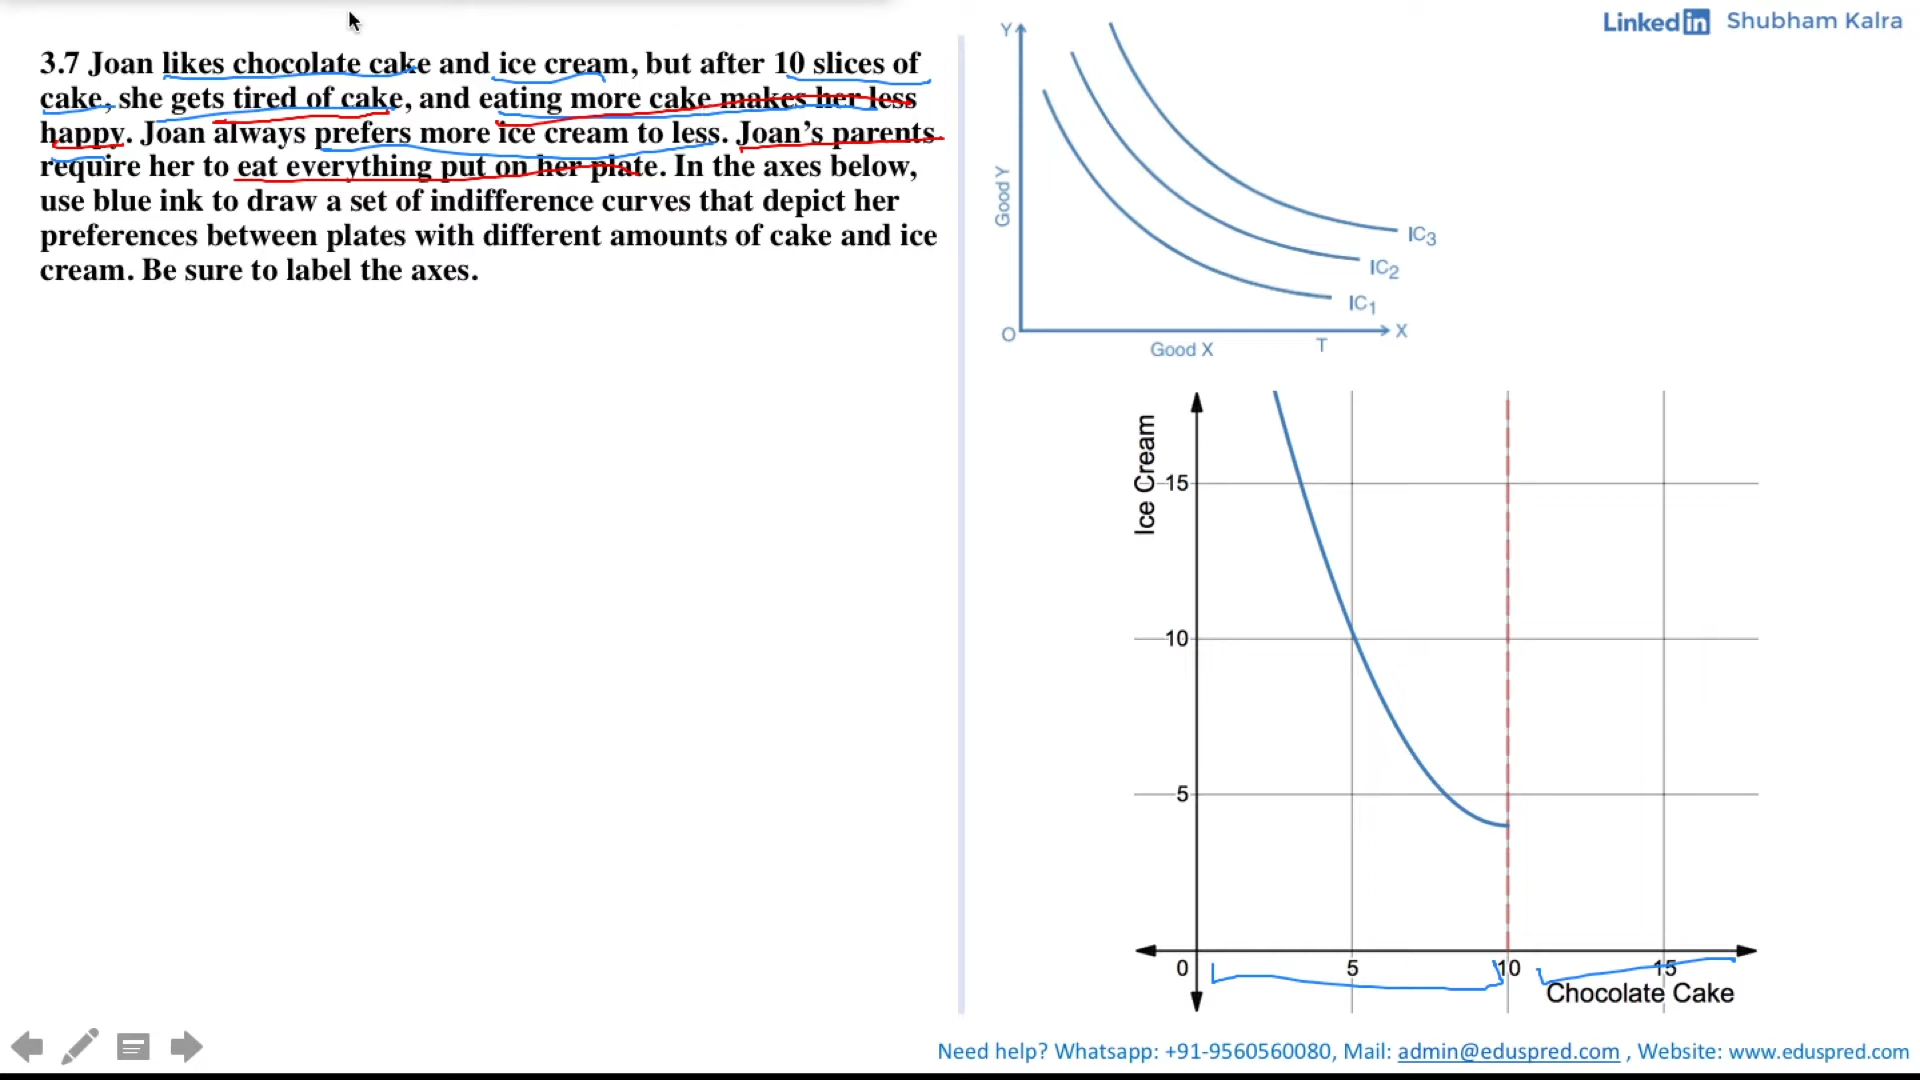 Linked in Shubham Kalra
3.7 Joan likes chocolate cake and ice cream, but after 10 slices of
cake, she gets tired of cake, and eating more cake makes her less
happy. Joan always prefers more ice cream to less. Joan’s parents
require her to eat everything put on her plate. In the axes below,
use blue ink to draw a set of indifference curves that depict her
preferences between plates with different amounts of cake and ice
cream. Be sure to label the axes.
Y
Good Y
IC3
IC2
IC1
O
X
Good X
T
Ice Cream
15
10
5
0
5
10
15
Chocolate Cake
Need help? Whatsapp: +91-9560560080, Mail: admin@eduspred.com , Website: www.eduspred.com